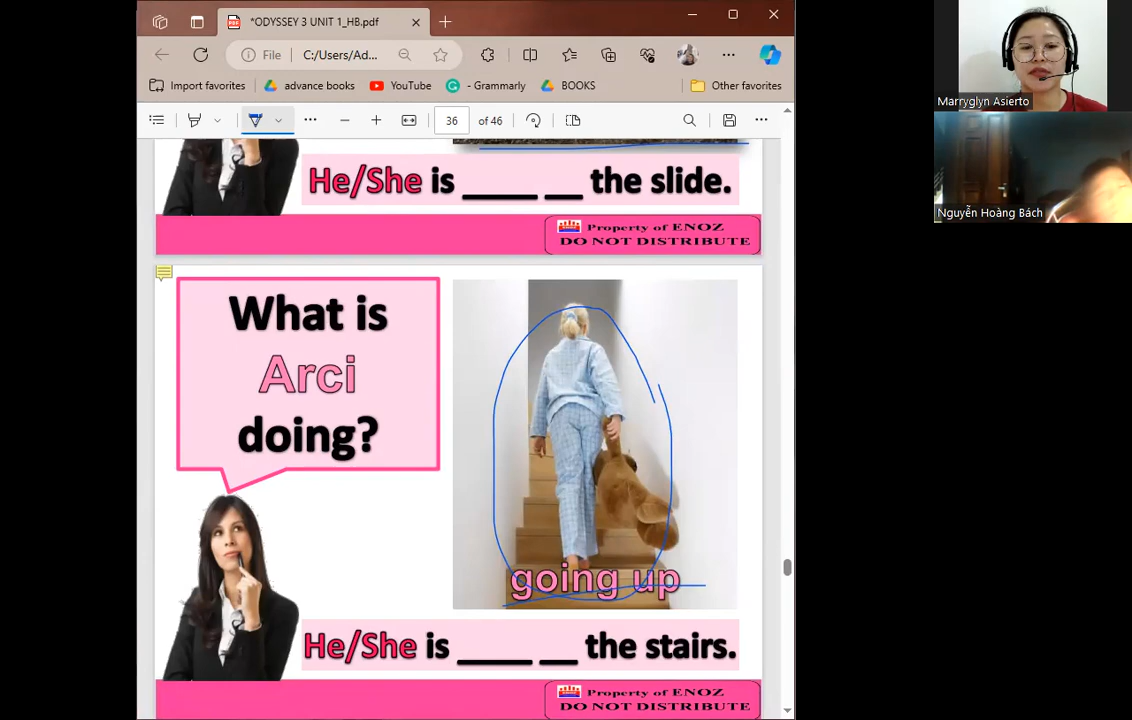 *ODYSSEY 3 UNIT 1_HB.pdf
File C:/Users/Ad...
Import favorites advance books YouTube - Grammarly BOOKS Other favorites
36 of 46
He/She is _____ ___ the slide.
Property of ENOZ
DO NOT DISTRIBUTE
What is
Arci
doing?
going up
He/She is _____ ___ the stairs.
Property of ENOZ
DO NOT DISTRIBUTE
Marryglyn Asierto
Nguyễn Hoàng Bách